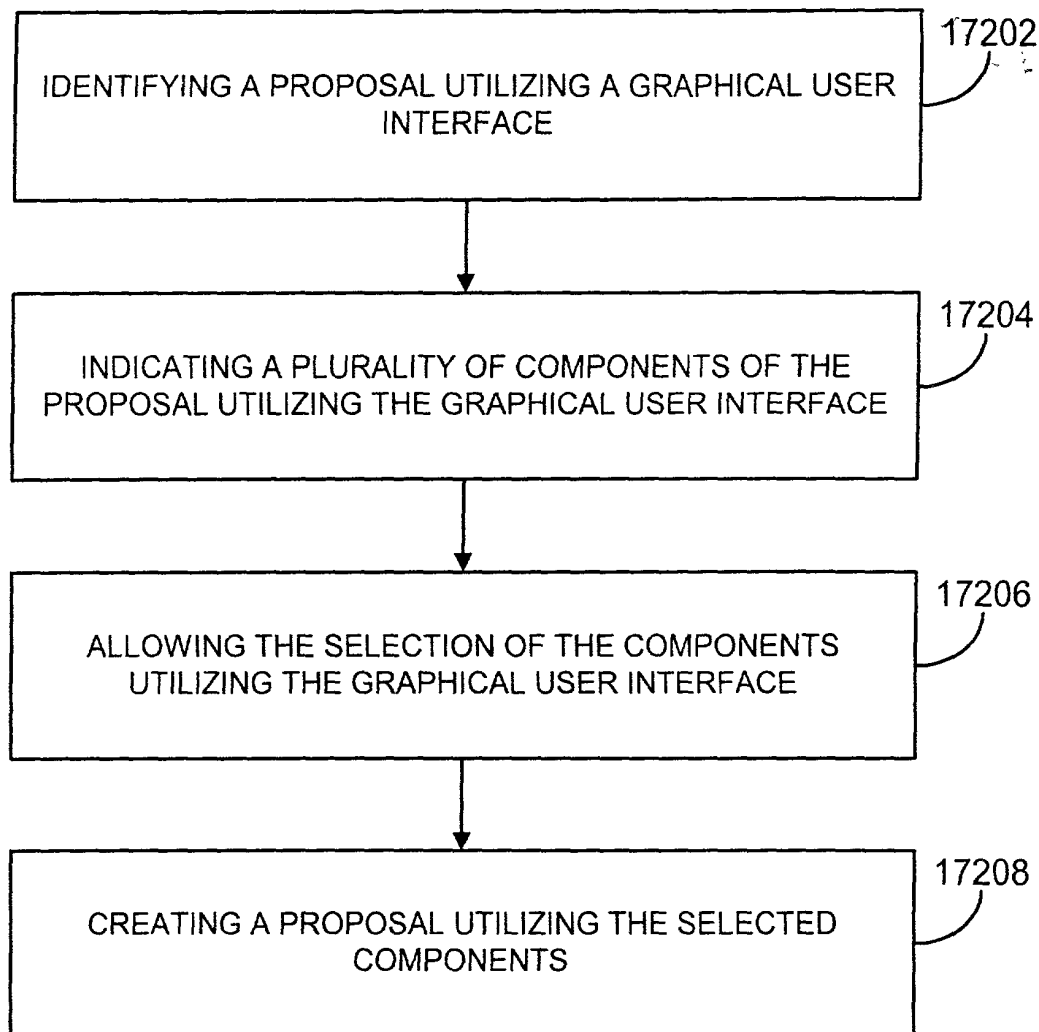 17202
IDENTIFYING A PROPOSAL UTILIZING A GRAPHICAL USER
INTERFACE
17204
INDICATING A PLURALITY OF COMPONENTS OF THE
PROPOSAL UTILIZING THE GRAPHICAL USER INTERFACE
17206
ALLOWING THE SELECTION OF THE COMPONENTS
UTILIZING THE GRAPHICAL USER INTERFACE
17208
CREATING A PROPOSAL UTILIZING THE SELECTED
COMPONENTS